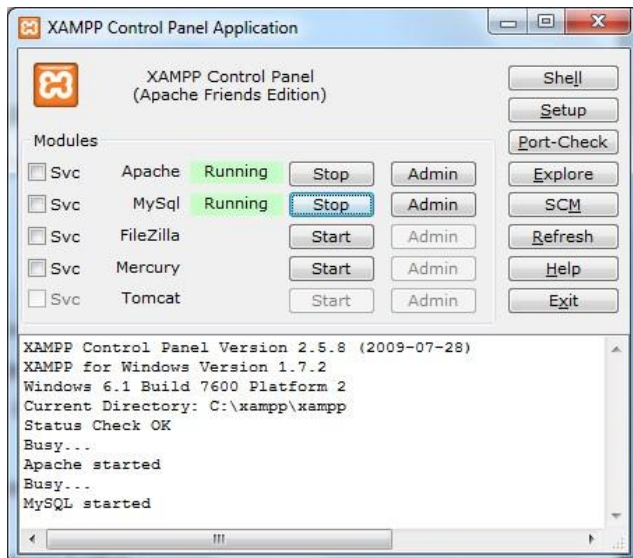 XAMPP Control Panel Application
XAMPP Control Panel
(Apache Friends Edition)
Shell
Setup
Port-Check
Explore
SCM
Refresh
Help
Exit
Modules
Svc Apache Running Stop Admin
Svc MySql Running Stop Admin
Svc FileZilla Start Admin
Svc Mercury Start Admin
Svc Tomcat Start Admin
XAMPP Control Panel Version 2.5.8 (2009-07-28)
XAMPP for Windows Version 1.7.2
Windows 6.1 Build 7600 Platform 2
Current Directory: C:\xampp\xampp
Status Check OK
Busy...
Apache started
Busy...
MySQL started